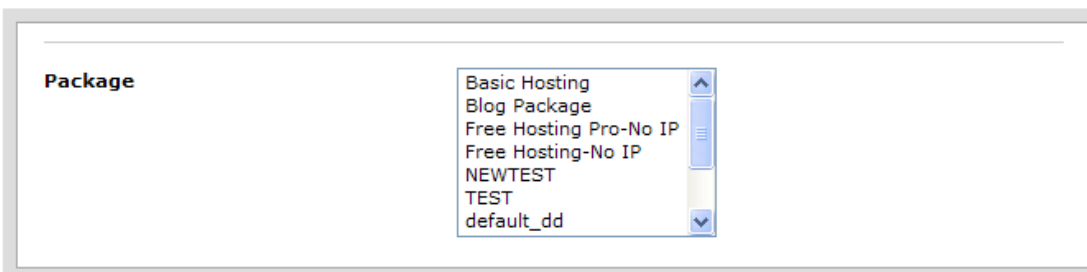 Package
Basic Hosting
Blog Package
Free Hosting Pro-No IP
Free Hosting-No IP
NEWTEST
TEST
default_dd